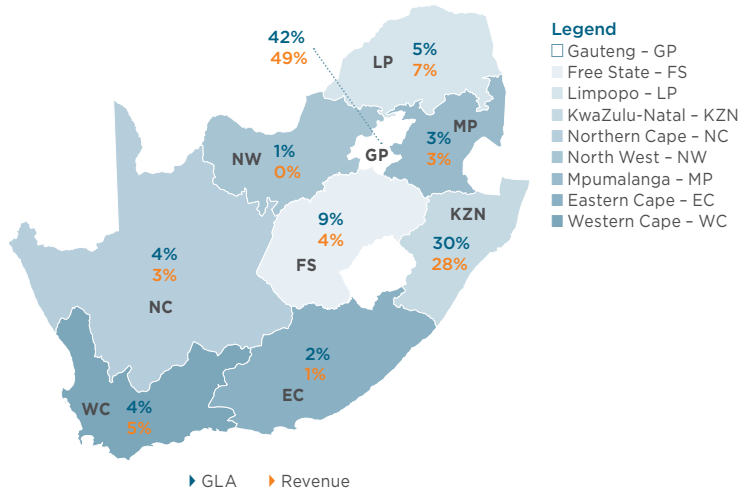 42%
49%
LP
5%
7%
MP
3%
3%
GP
NW
1%
0%
KZN
30%
28%
9%
4%
FS
4%
3%
NC
2%
1%
EC
WC
4%
5%
Legend
Gauteng – GP
Free State – FS
Limpopo – LP
KwaZulu-Natal – KZN
Northern Cape – NC
North West – NW
Mpumalanga – MP
Eastern Cape – EC
Western Cape – WC
GLA
Revenue